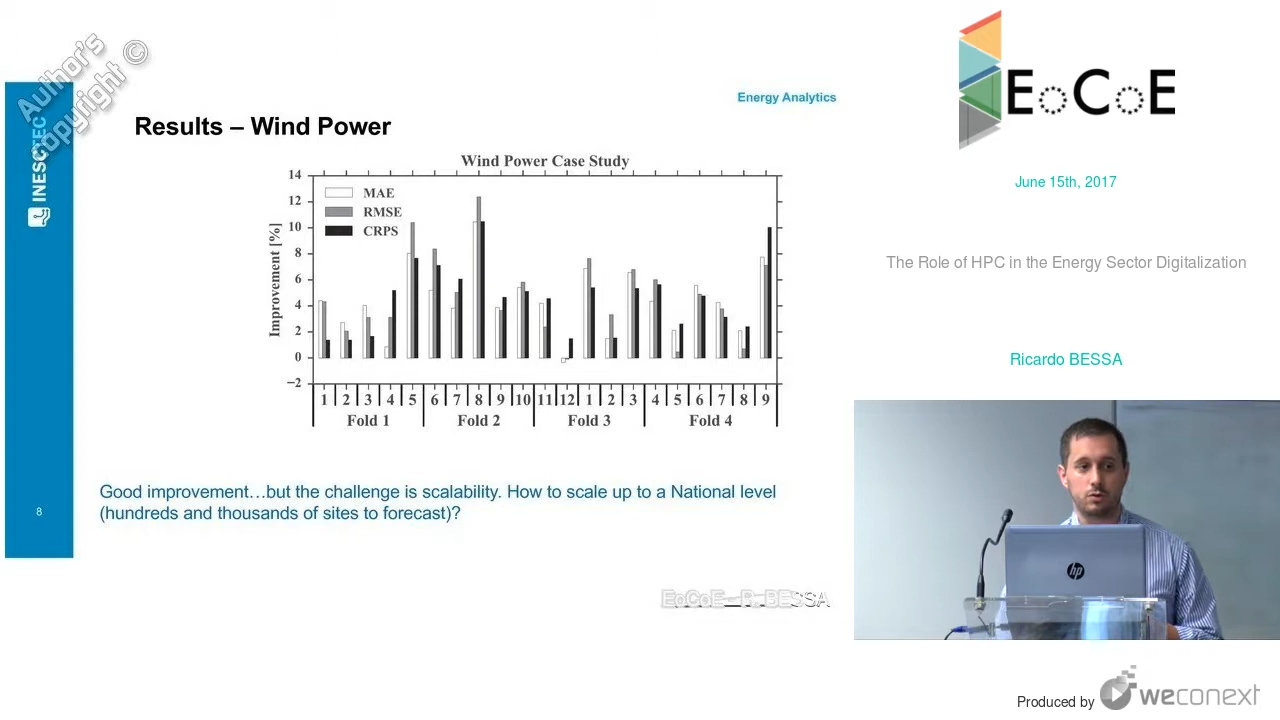 Author's
Copyright ©
INESCTEC
Energy Analytics
Results – Wind Power
Wind Power Case Study
Improvement [%]
14
12
10
8
6
4
2
0
−2
MAE
RMSE
CRPS
1 2 3 4 5 6 7 8 9 10 11 12 1 2 3 4 5 6 7 8 9
Fold 1 Fold 2 Fold 3 Fold 4
Good improvement…but the challenge is scalability. How to scale up to a National level
(hundreds and thousands of sites to forecast)?
8
EoCoE - R. BESSA
EoCoE
June 15th, 2017
The Role of HPC in the Energy Sector Digitalization
Ricardo BESSA
hp
Produced by weconext